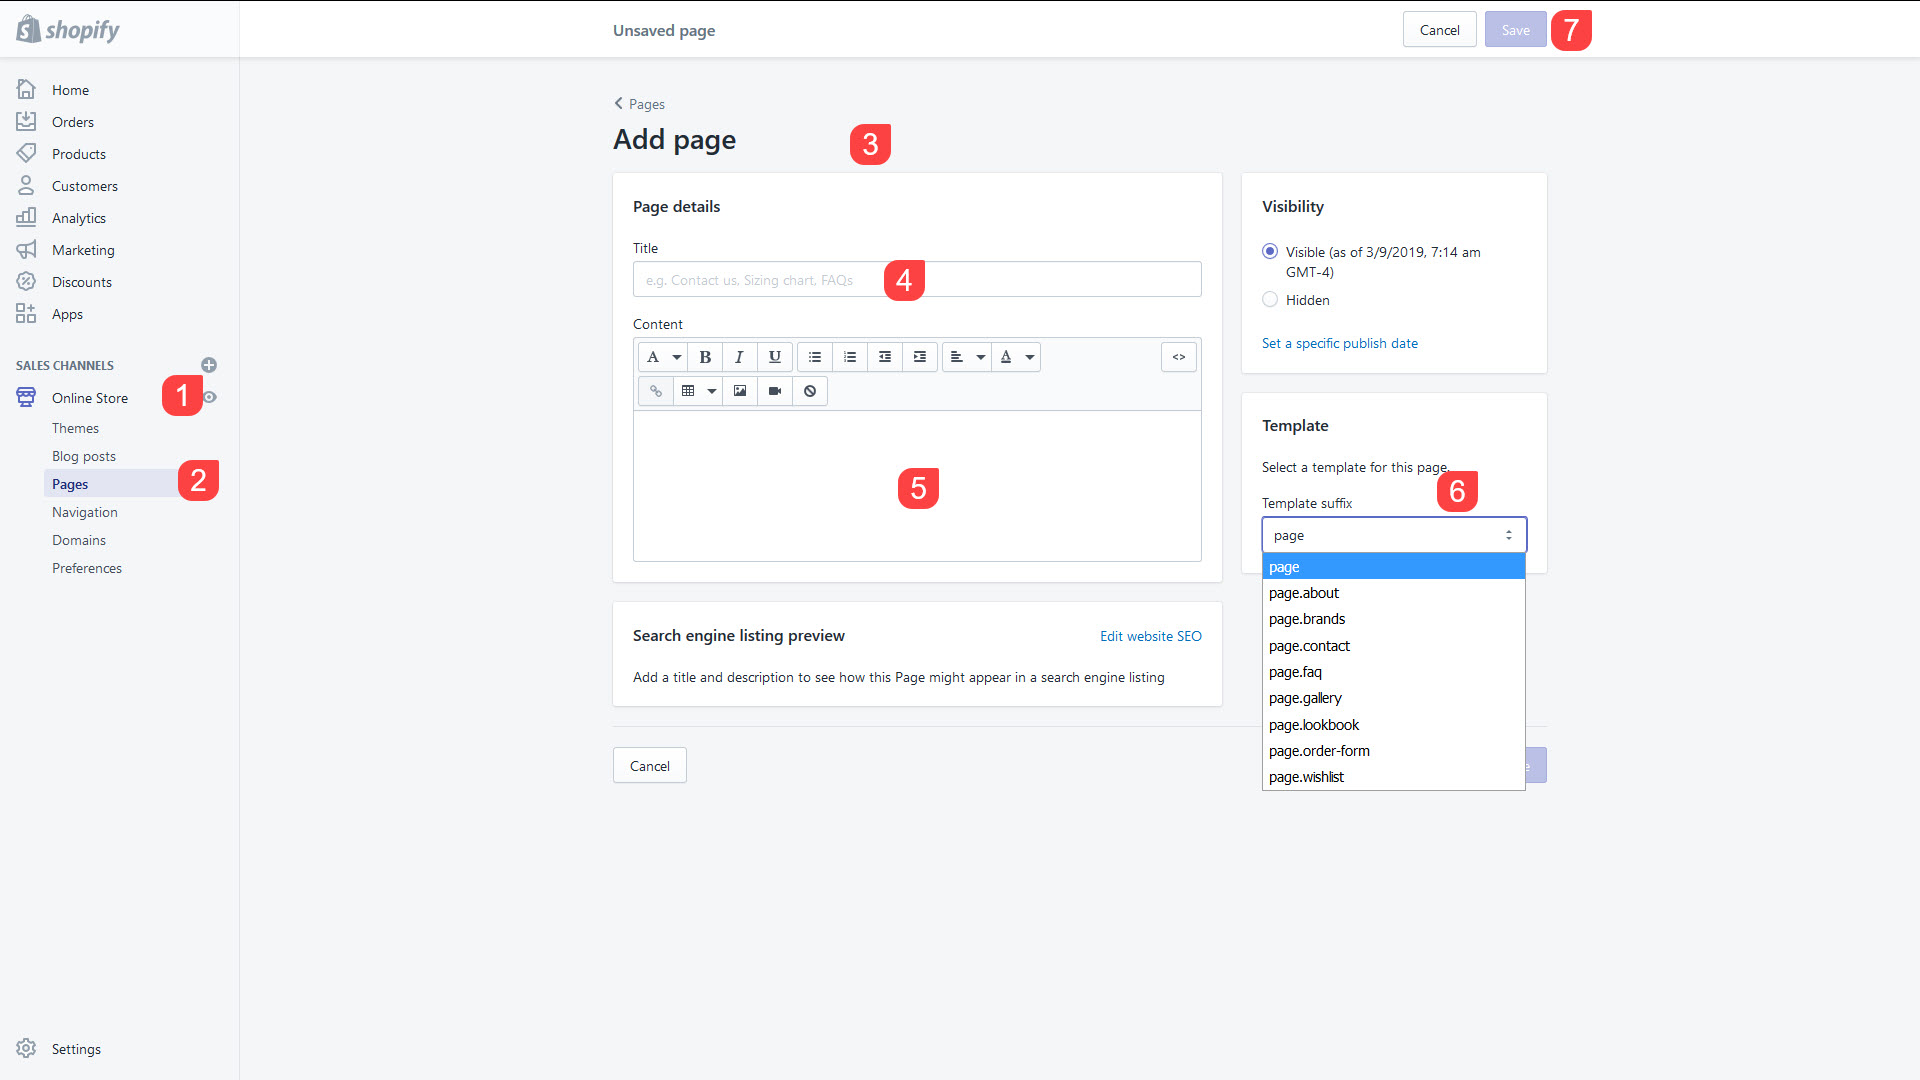 shopify
Unsaved page
Cancel
Save
7
Home
Orders
Products
Customers
Analytics
Marketing
Discounts
Apps
SALES CHANNELS
Online Store
1
Themes
Blog posts
Pages
2
Navigation
Domains
Preferences
Settings
Pages
Add page
3
Page details
Title
e.g. Contact us, Sizing chart, FAQs
4
Content
A
B
I
U
A
<>
5
Search engine listing preview
Edit website SEO
Add a title and description to see how this Page might appear in a search engine listing
Cancel
Visibility
Visible (as of 3/9/2019, 7:14 am
GMT-4)
Hidden
Set a specific publish date
Template
Select a template for this page.
6
Template suffix
page
page
page.about
page.brands
page.contact
page.faq
page.gallery
page.lookbook
page.order-form
page.wishlist
e